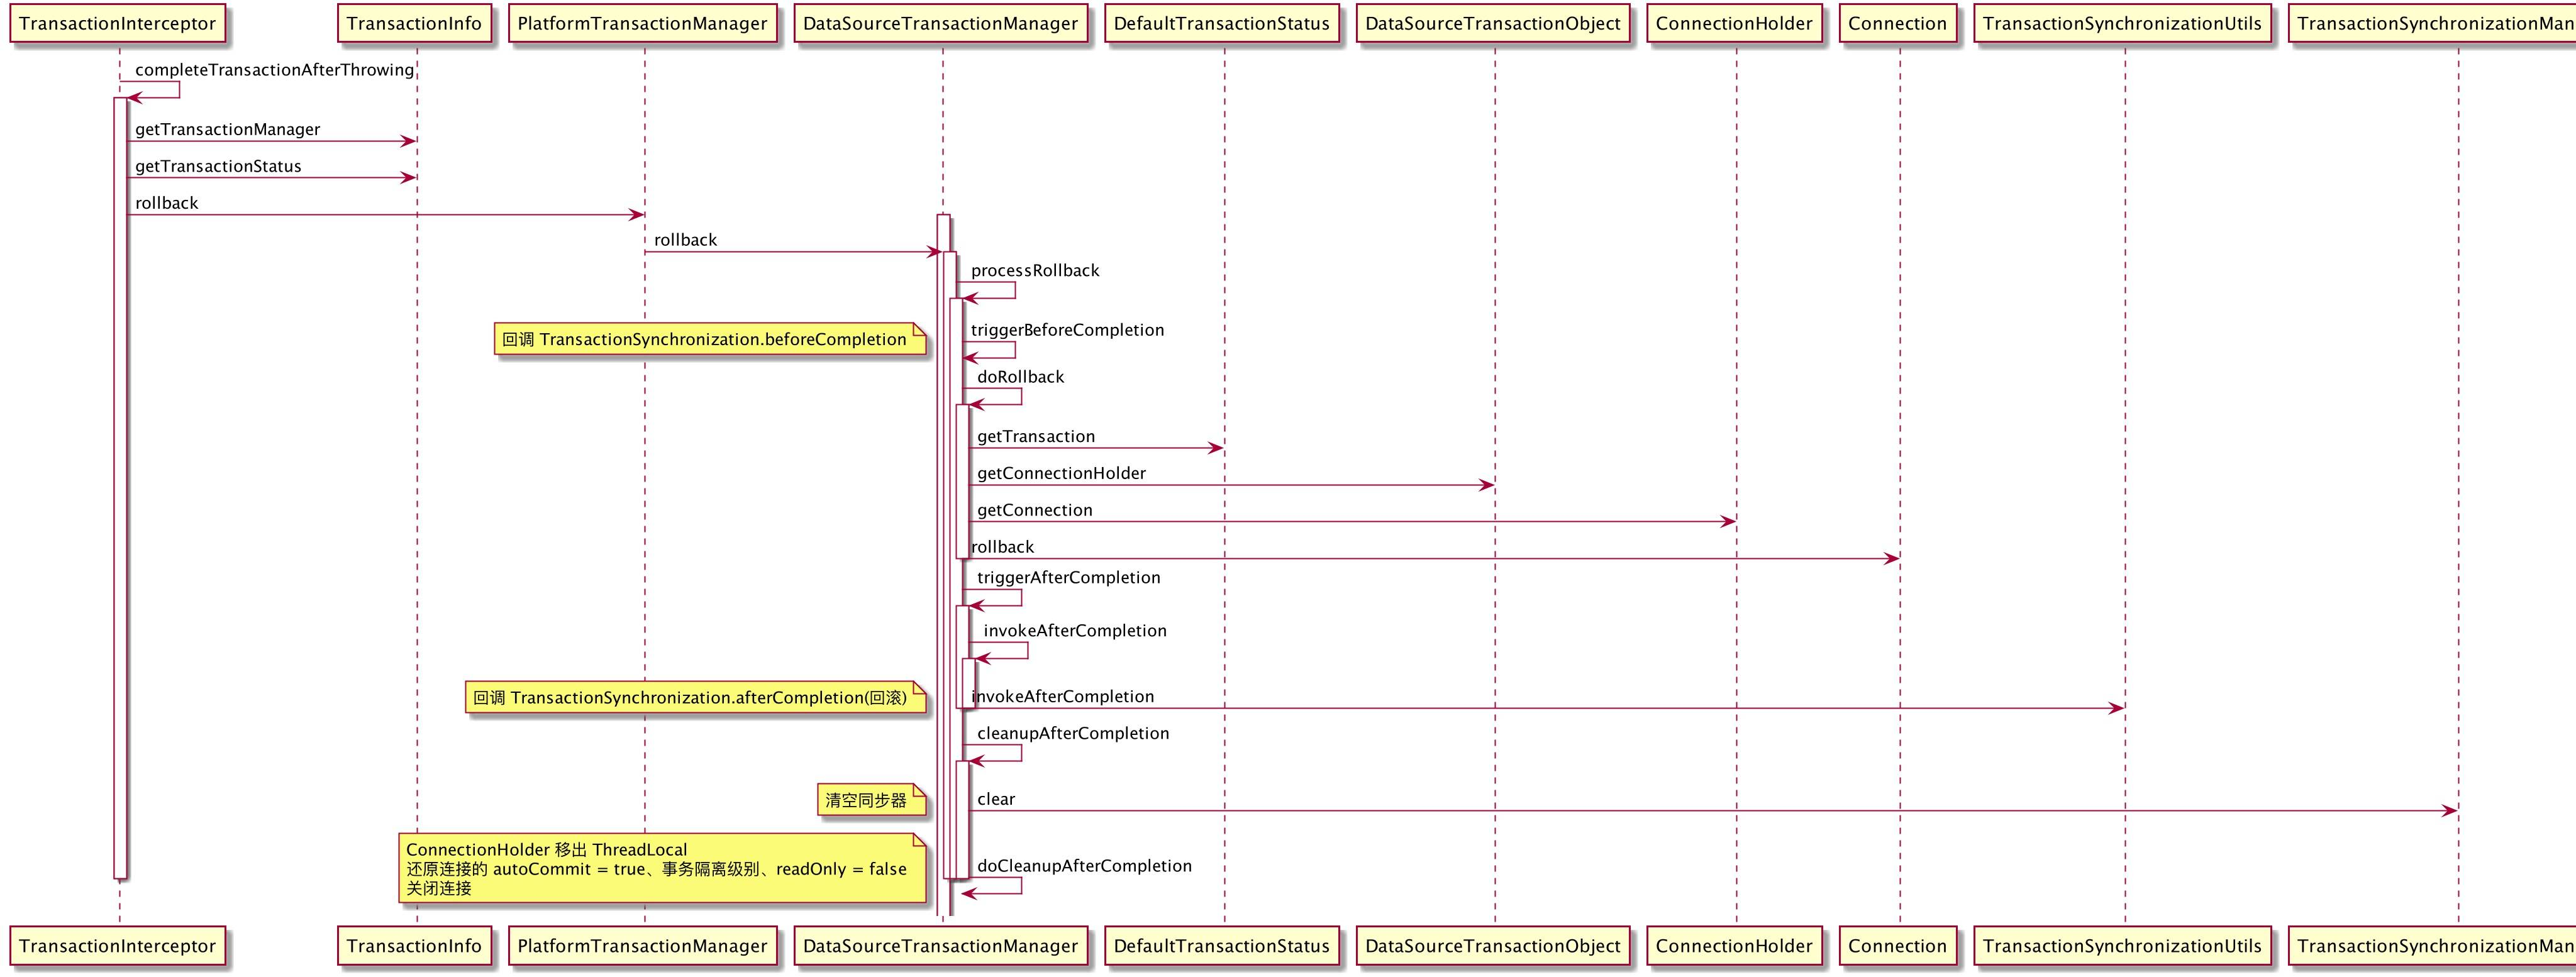 TransactionInterceptor
TransactionInfo
PlatformTransactionManager
DataSourceTransactionManager
DefaultTransactionStatus
DataSourceTransactionObject
ConnectionHolder
Connection
TransactionSynchronizationUtils
TransactionSynchronizationMan
completeTransactionAfterThrowing
getTransactionManager
getTransactionStatus
rollback
rollback
processRollback
回调 TransactionSynchronization.beforeCompletion
triggerBeforeCompletion
doRollback
getTransaction
getConnectionHolder
getConnection
rollback
triggerAfterCompletion
invokeAfterCompletion
回调 TransactionSynchronization.afterCompletion(回滚)
invokeAfterCompletion
cleanupAfterCompletion
清空同步器
clear
ConnectionHolder 移出 ThreadLocal
还原连接的 autoCommit = true、事务隔离级别、readOnly = false
关闭连接
doCleanupAfterCompletion
TransactionInterceptor
TransactionInfo
PlatformTransactionManager
DataSourceTransactionManager
DefaultTransactionStatus
DataSourceTransactionObject
ConnectionHolder
Connection
TransactionSynchronizationUtils
TransactionSynchronizationMan